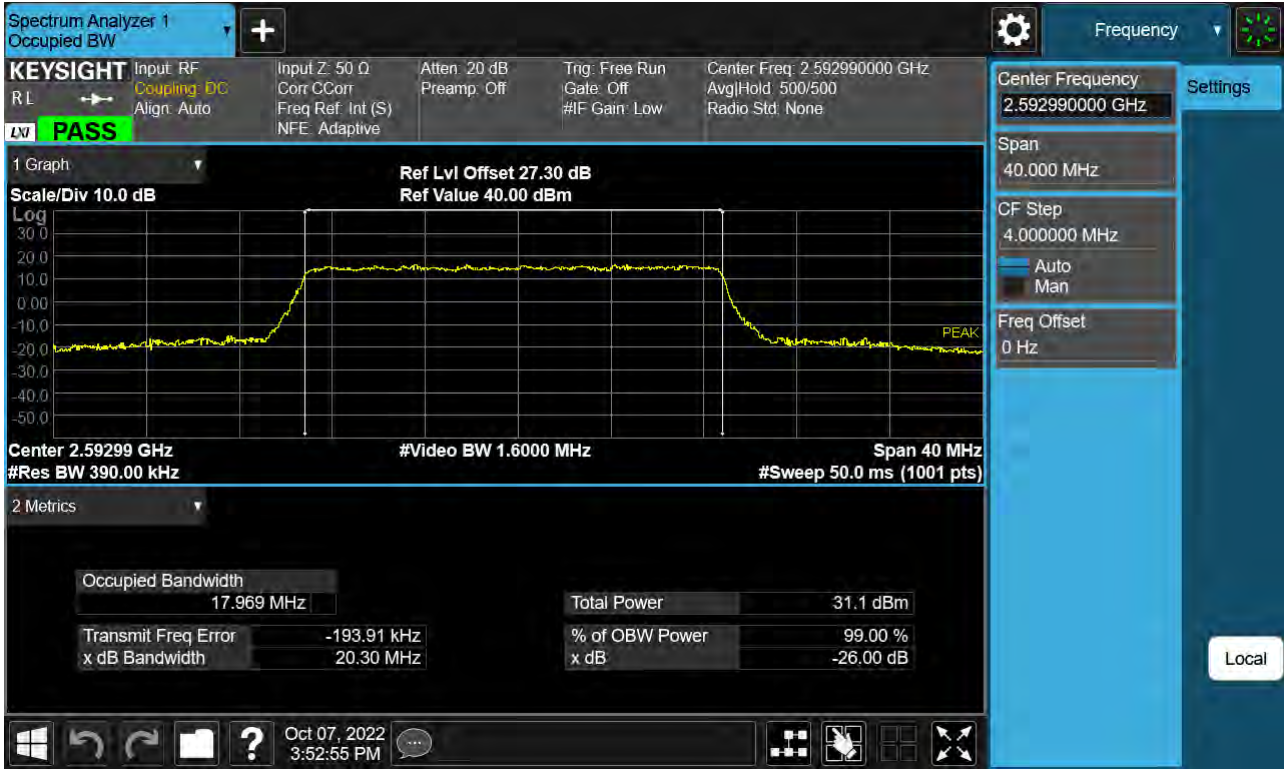 Spectrum Analyzer 1
Occupied BW
Frequency
KEYSIGHT
R L
LXI
PASS
Input: RF
Coupling: DC
Align: Auto
Input Z: 50 Ω
Corr CCorr
Freq Ref: Int (S)
NFE: Adaptive
Atten: 20 dB
Preamp: Off
Trig: Free Run
Gate: Off
#IF Gain: Low
Center Freq: 2.592990000 GHz
Avg|Hold: 500/500
Radio Std: None
Center Frequency
2.592990000 GHz
Settings
Span
40.000 MHz
CF Step
4.000000 MHz
Auto
Man
Freq Offset
0 Hz
Local
1 Graph
Scale/Div 10.0 dB
Ref Lvl Offset 27.30 dB
Ref Value 40.00 dBm
Log
30.0
20.0
10.0
0.00
-10.0
-20.0
-30.0
-40.0
-50.0
PEAK
Center 2.59299 GHz
#Video BW 1.6000 MHz
Span 40 MHz
#Res BW 390.00 kHz
#Sweep 50.0 ms (1001 pts)
2 Metrics
Occupied Bandwidth
17.969 MHz
Total Power 31.1 dBm
Transmit Freq Error -193.91 kHz
% of OBW Power 99.00 %
x dB Bandwidth 20.30 MHz
x dB -26.00 dB
?
Oct 07, 2022
3:52:55 PM